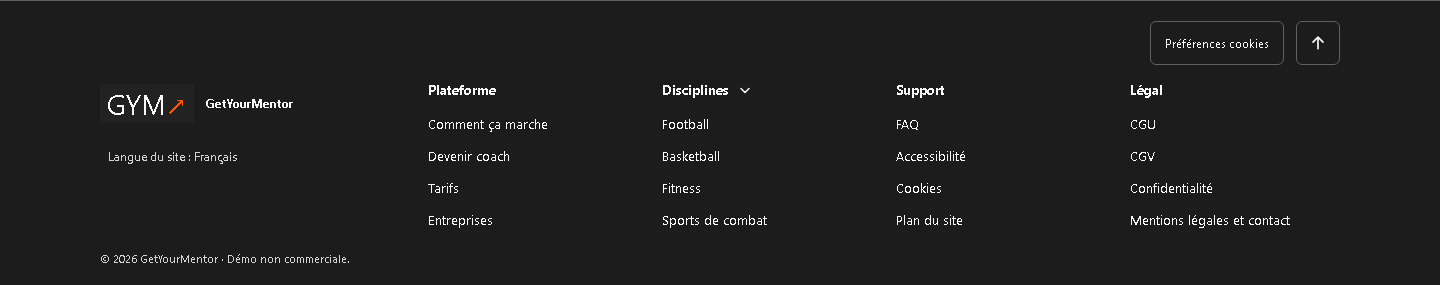 Préférences cookies
GYM GetYourMentor
Langue du site : Français
Plateforme
Comment ça marche
Devenir coach
Tarifs
Entreprises
Disciplines
Football
Basketball
Fitness
Sports de combat
Support
FAQ
Accessibilité
Cookies
Plan du site
Légal
CGU
CGV
Confidentialité
Mentions légales et contact
© 2026 GetYourMentor · Démo non commerciale.